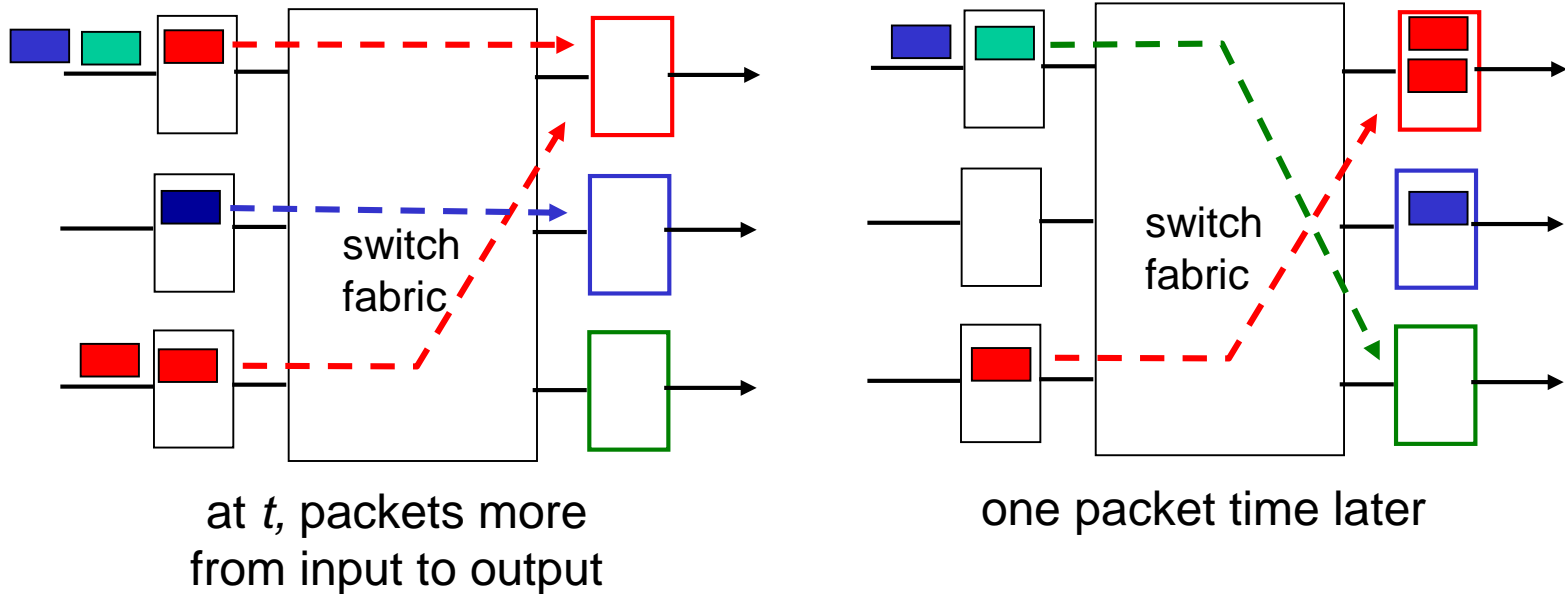 switch
fabric
at t, packets more
from input to output
switch
fabric
one packet time later